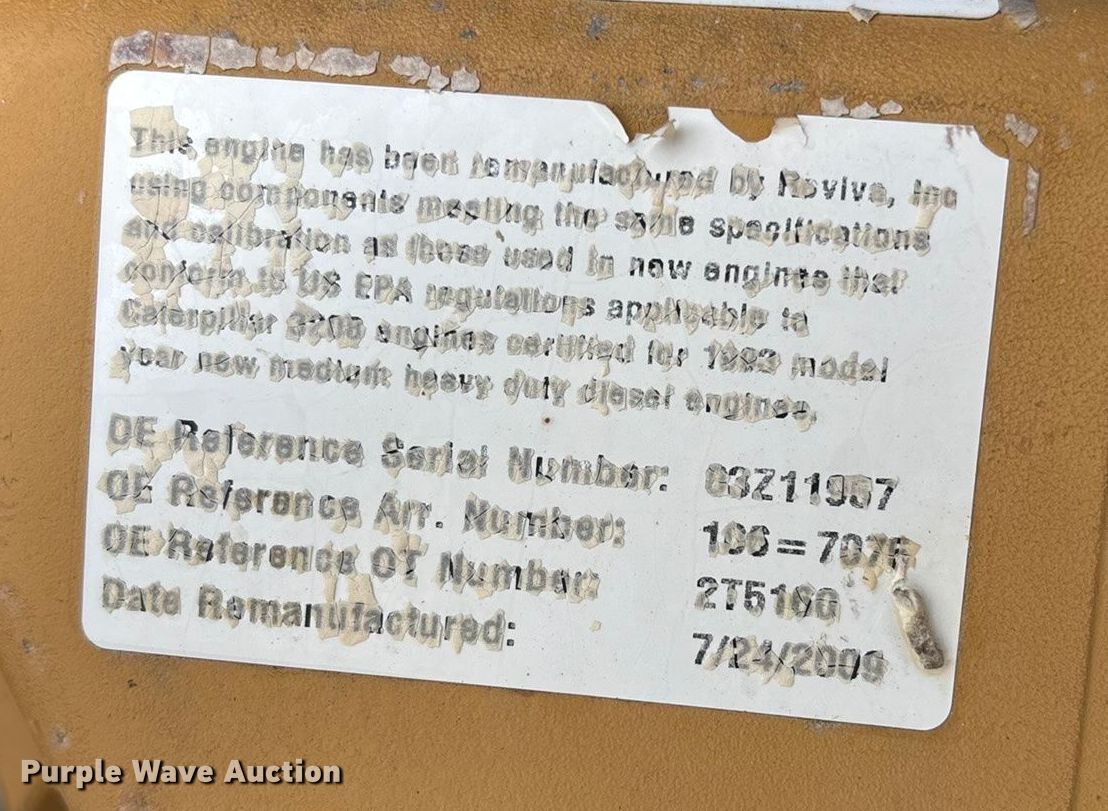 This engine has been remanufactured by Reviva, Inc
using components meeting the same specifications
and calibration as those used in new engines that
conform to US EPA regulations applicable to
Caterpillar 3208 engines certified for 1993 model
year new medium heavy duty diesel engines.
OE Reference Serial Number: 03Z11967
OE Reference Arr. Number:
OE Reference OT Number: 2T5160
Date Remanufactured: 7/24/2009
Purple Wave Auction